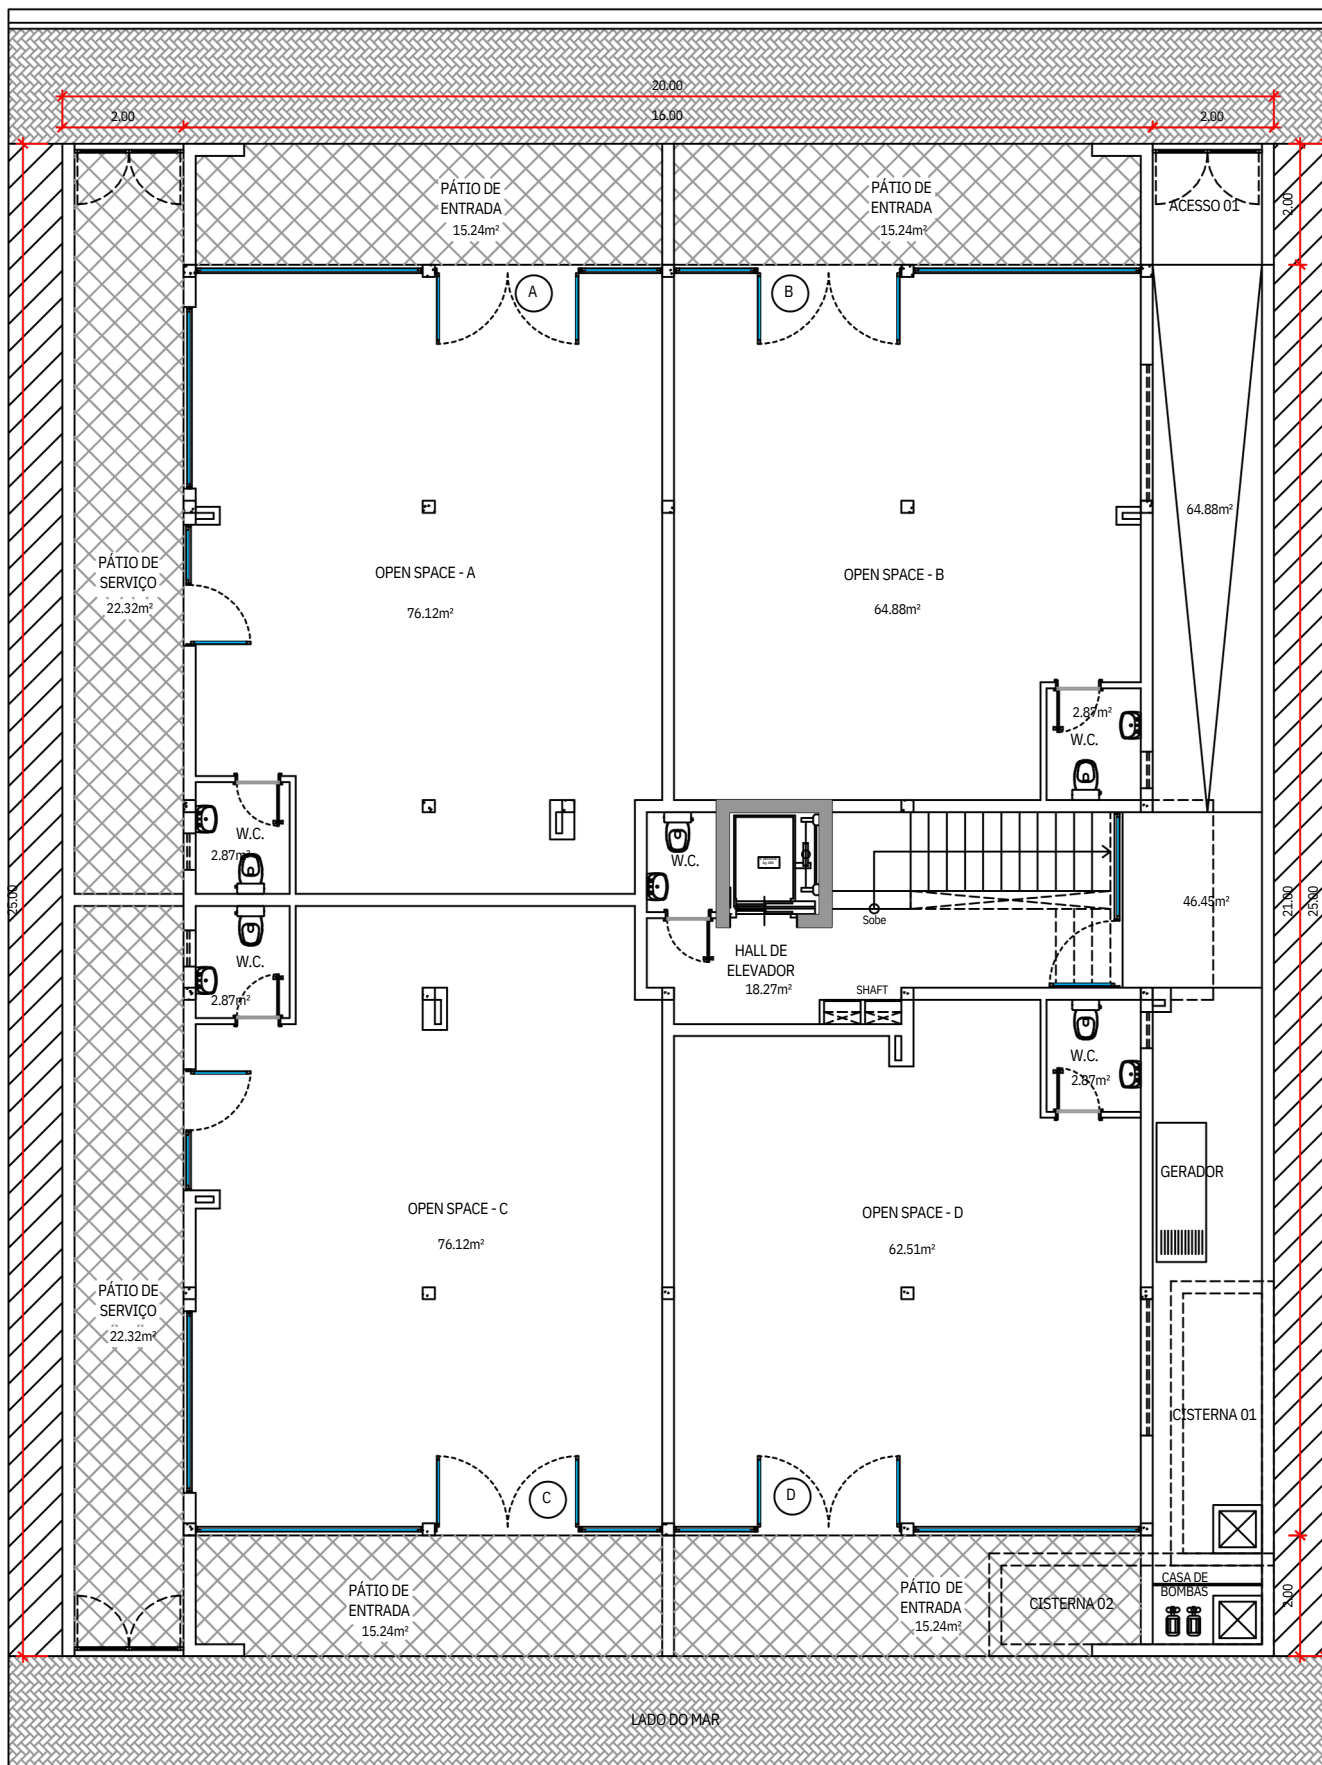 20.00
2.00
16.00
2.00
PÁTIO DE
ENTRADA
15.24m²
PÁTIO DE
ENTRADA
15.24m²
ACESSO 01
2.00
A
B
64.88m²
PÁTIO DE
SERVIÇO
22.32m²
OPEN SPACE - A
76.12m²
OPEN SPACE - B
64.88m²
2.87m²
W.C.
W.C.
2.87m²
W.C.
25.00
46.45m²
21.00
25.00
Sobe
HALL DE
ELEVADOR
18.27m²
SHAFT
W.C.
2.87m²
W.C.
2.87m²
GERADOR
OPEN SPACE - C
76.12m²
OPEN SPACE - D
62.51m²
PÁTIO DE
SERVIÇO
22.32m²
CISTERNA 01
C
D
PÁTIO DE
ENTRADA
15.24m²
PÁTIO DE
ENTRADA
15.24m²
CISTERNA 02
CASA DE
BOMBAS
2.00
LADO DO MAR